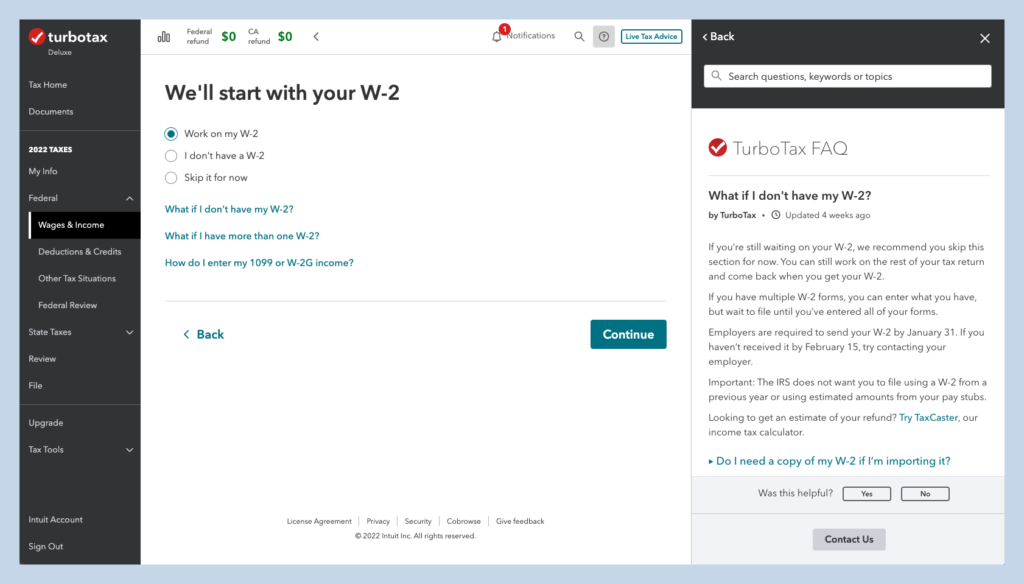 turbotax
Deluxe
Tax Home
Documents
2022 TAXES
My Info
Federal
Wages & Income
Deductions & Credits
Other Tax Situations
Federal Review
State Taxes
Review
File
Upgrade
Tax Tools
Intuit Account
Sign Out
Federal refund $0
CA refund $0
1
Notifications
Live Tax Advice
We'll start with your W-2
Work on my W-2
I don't have a W-2
Skip it for now
What if I don't have my W-2?
What if I have more than one W-2?
How do I enter my 1099 or W-2G income?
Back
Continue
License Agreement
Privacy
Security
Cobrowse
Give feedback
© 2022 Intuit Inc. All rights reserved.
Back
Search questions, keywords or topics
TurboTax FAQ
What if I don't have my W-2?
by TurboTax • Updated 4 weeks ago
If you're still waiting on your W-2, we recommend you skip this
section for now. You can still work on the rest of your tax return
and come back when you get your W-2.
If you have multiple W-2 forms, you can enter what you have,
but wait to file until you've entered all of your forms.
Employers are required to send your W-2 by January 31. If you
haven't received it by February 15, try contacting your
employer.
Important: The IRS does not want you to file using a W-2 from a
previous year or using estimated amounts from your pay stubs.
Looking to get an estimate of your refund? Try TaxCaster, our
income tax calculator.
Do I need a copy of my W-2 if I'm importing it?
Was this helpful?
Yes
No
Contact Us